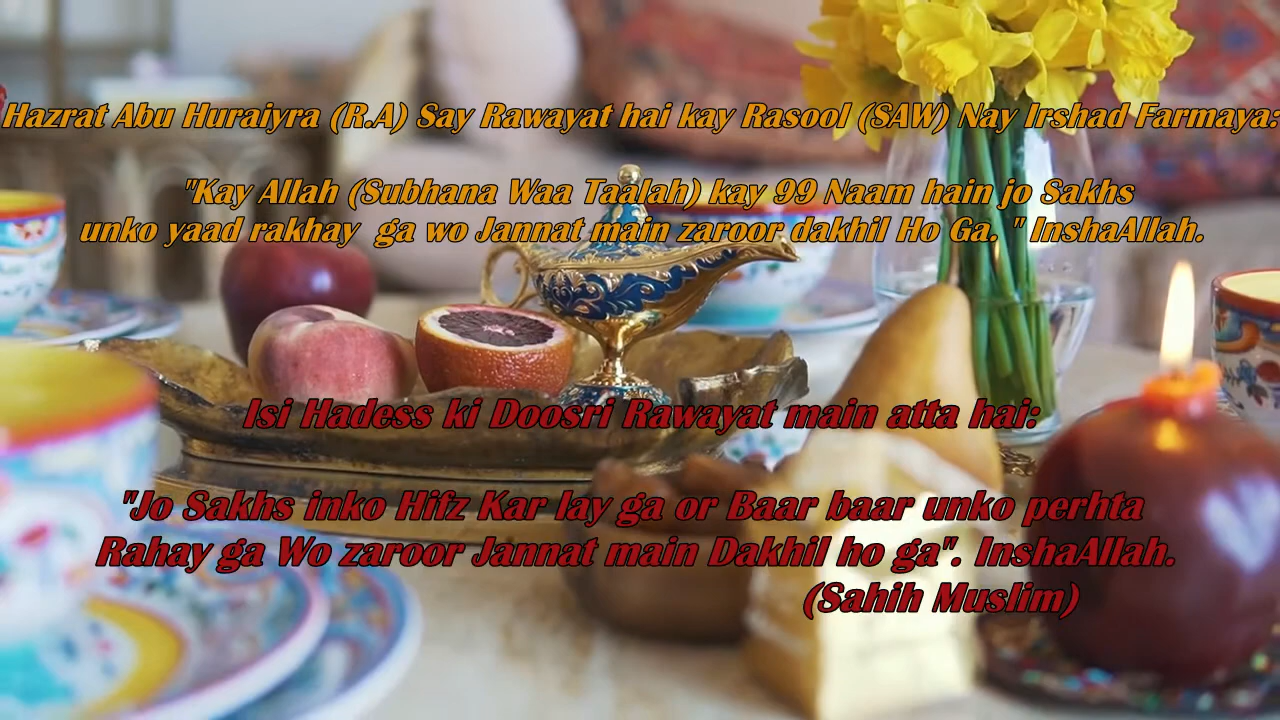 Hazrat Abu Huraiyra (R.A) Say Rawayat hai kay Rasool (SAW) Nay Irshad Farmaya:
"Kay Allah (Subhana Waa Taalah) kay 99 Naam hain jo Sakhs
unko yaad rakhay ga wo Jannat main zaroor dakhil Ho Ga. " InshaAllah.
Isi Hadess ki Doosri Rawayat main atta hai:
"Jo Sakhs inko Hifz Kar lay ga or Baar baar unko perhta
Rahay ga Wo zaroor Jannat main Dakhil ho ga". InshaAllah.
(Sahih Muslim)